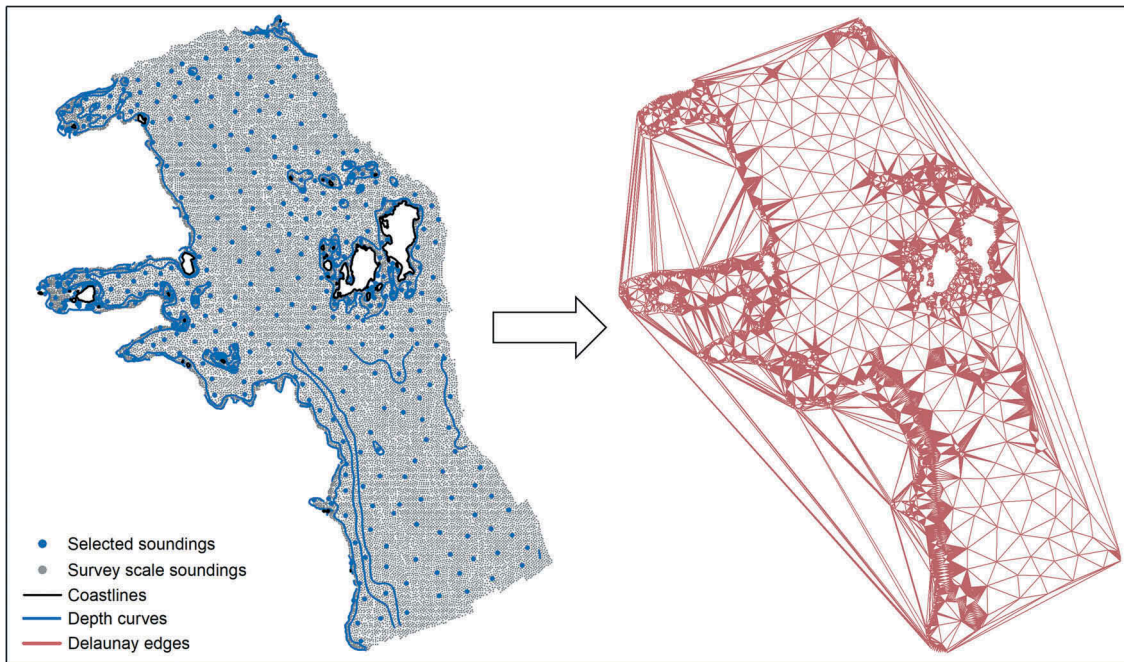 Selected soundings
Survey scale soundings
Coastlines
Depth curves
Delaunay edges